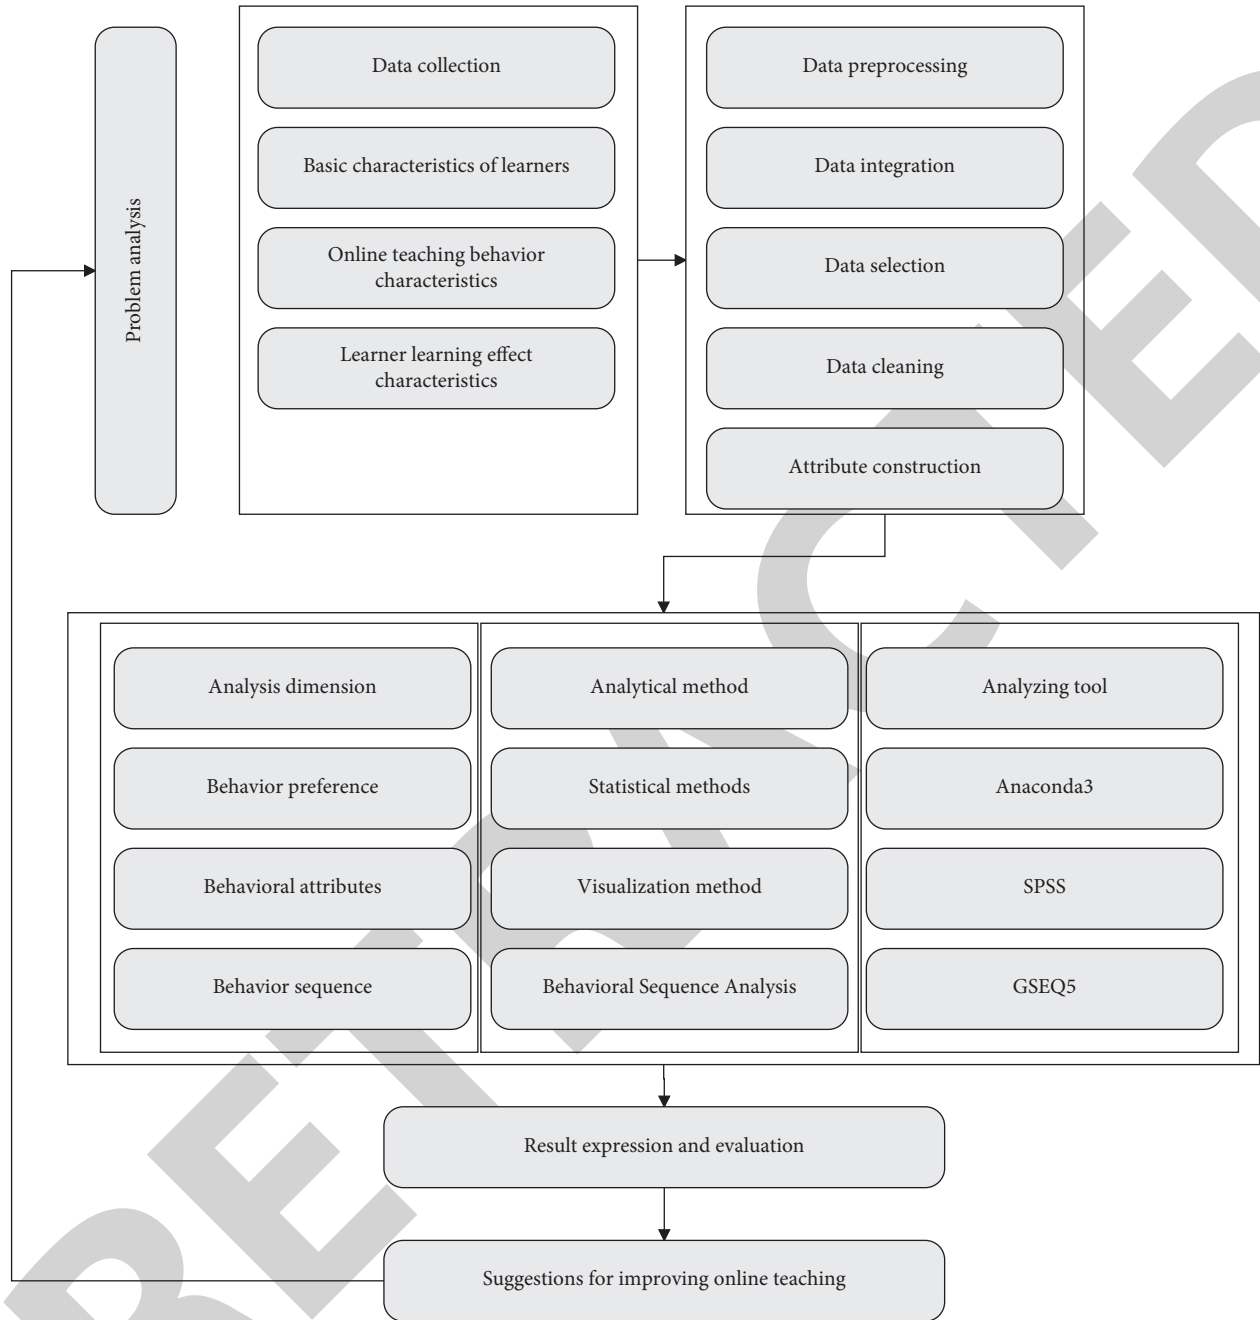 Problem analysis
Data collection
Basic characteristics of learners
Online teaching behavior
characteristics
Learner learning effect
characteristics
Data preprocessing
Data integration
Data selection
Data cleaning
Attribute construction
Analysis dimension
Behavior preference
Behavioral attributes
Behavior sequence
Analytical method
Statistical methods
Visualization method
Behavioral Sequence Analysis
Analyzing tool
Anaconda3
SPSS
GSEQ5
Result expression and evaluation
Suggestions for improving online teaching
RETRACTED